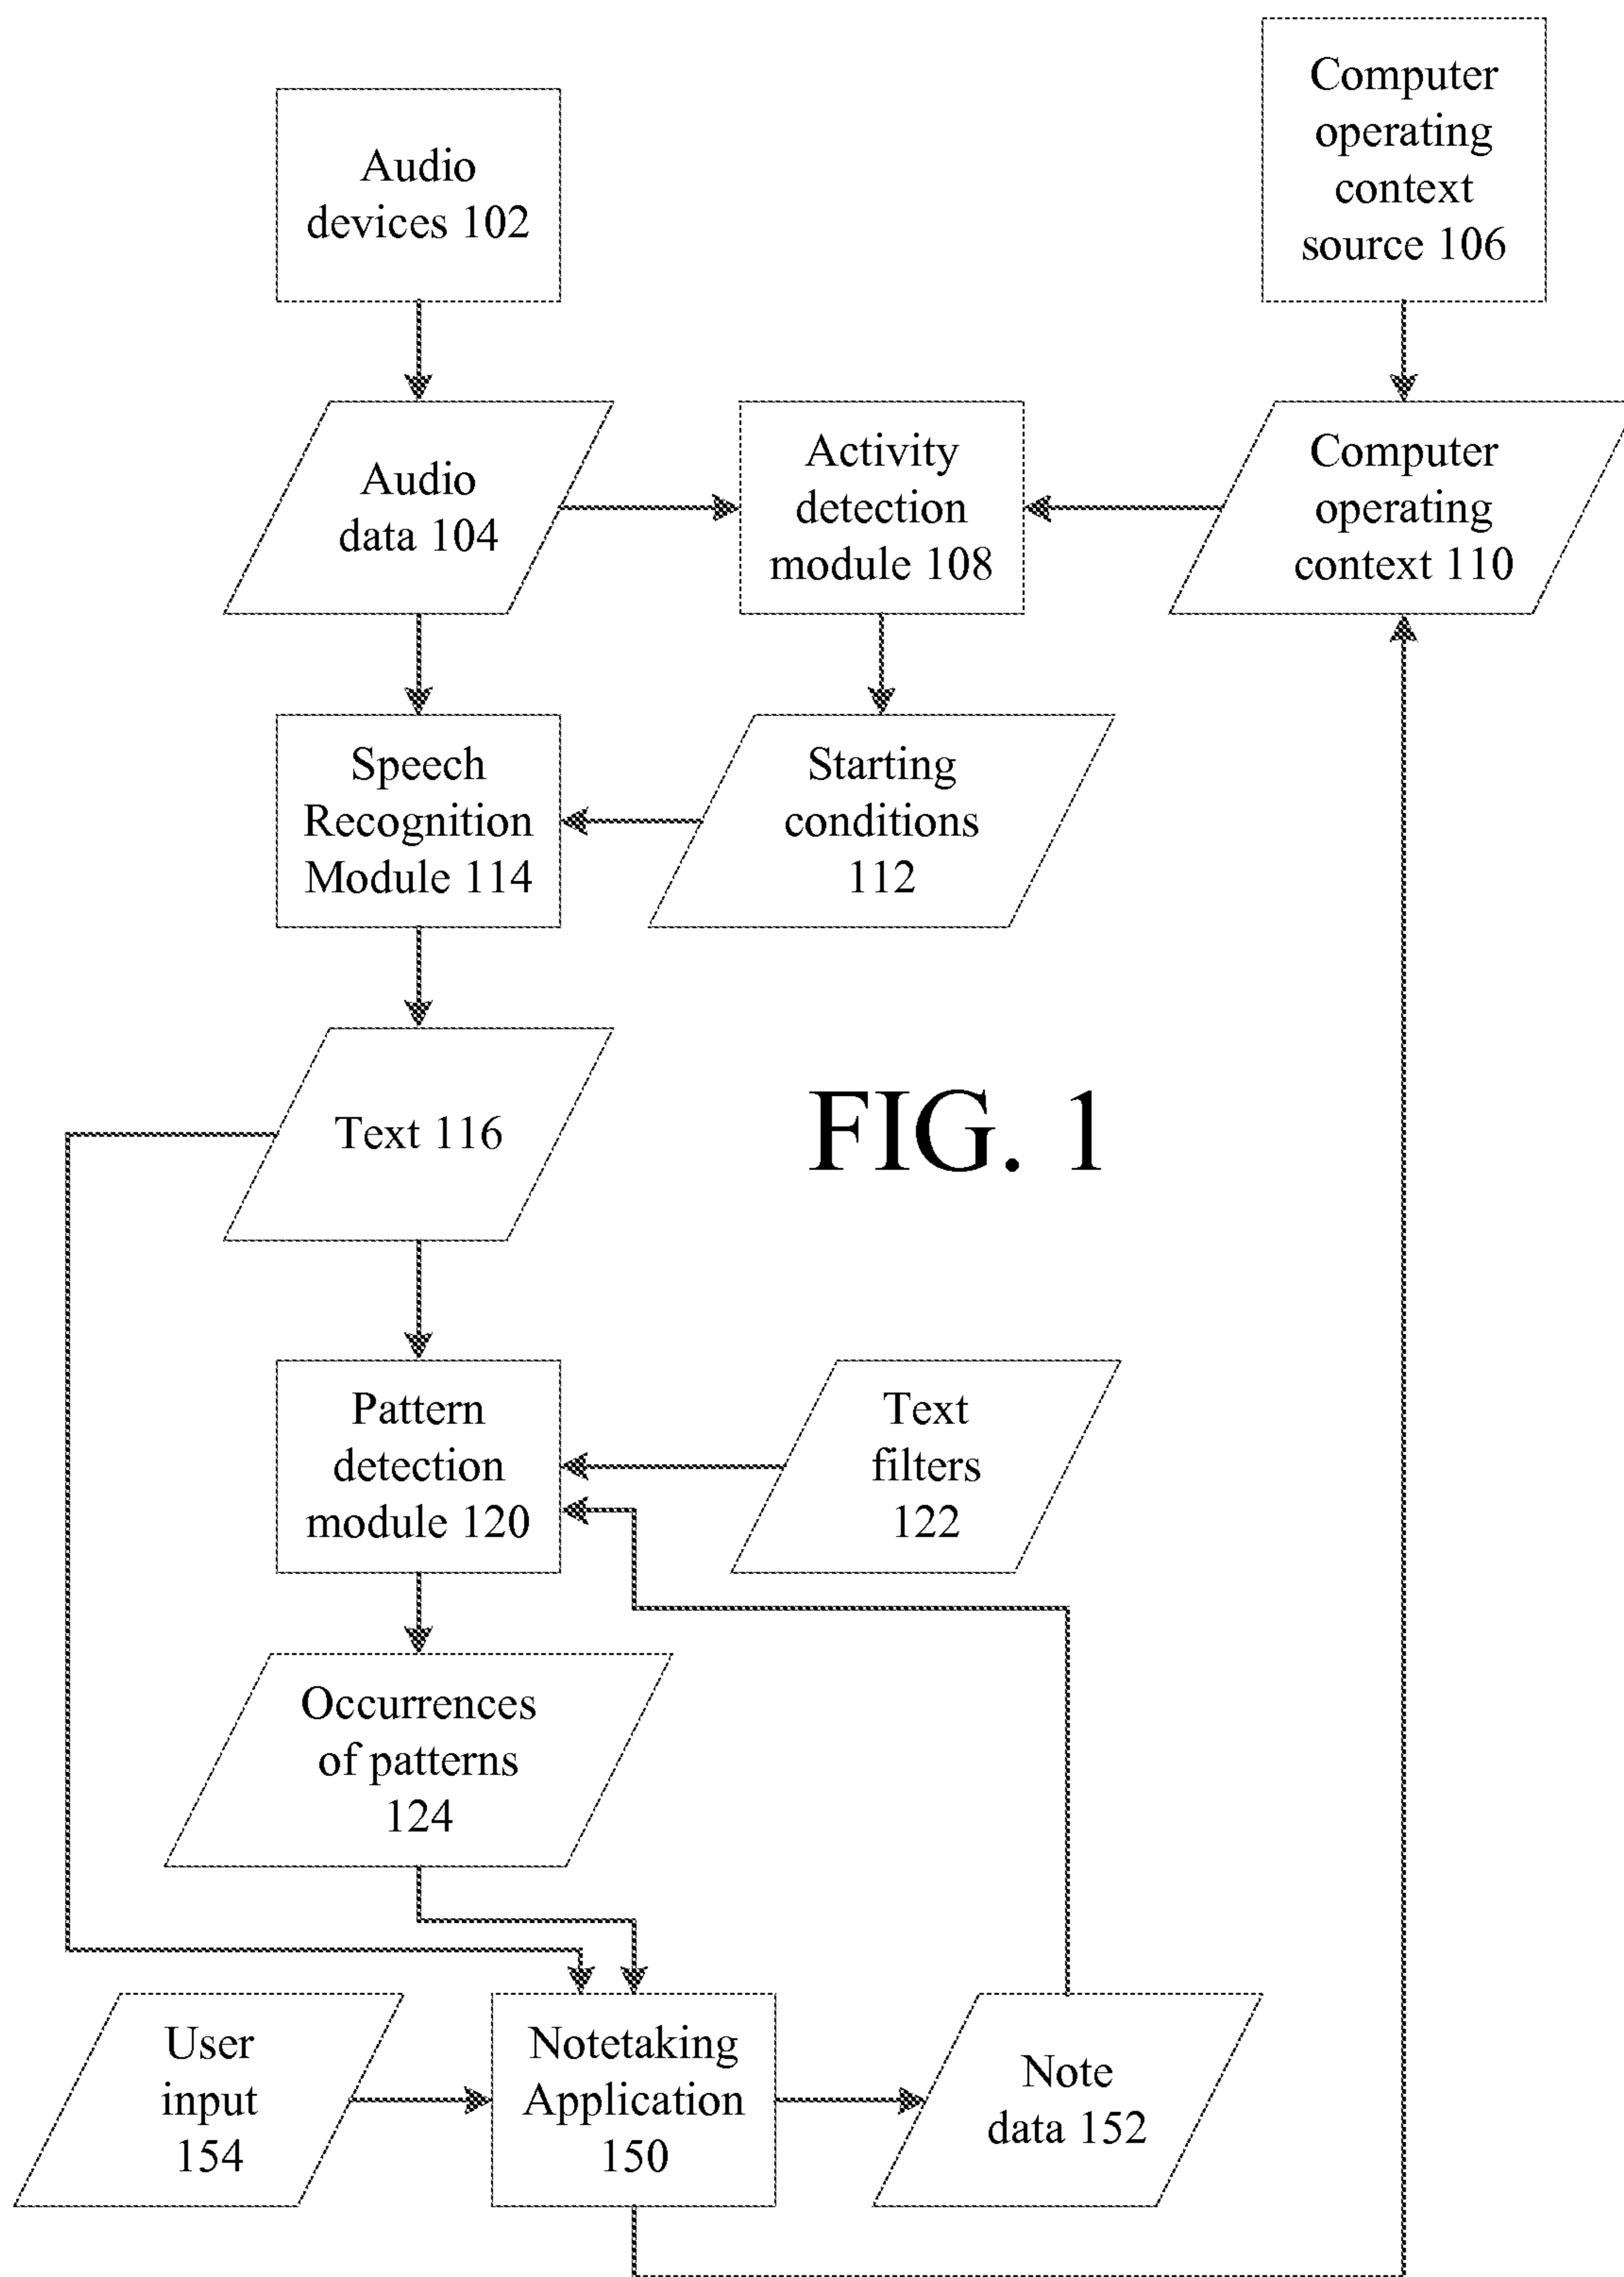 Computer
operating
context
source 106
Audio
devices 102
Audio
data 104
Activity
detection
module 108
Computer
operating
context 110
Speech
Recognition
Module 114
Starting
conditions
112
Text 116
FIG. 1
Pattern
detection
module 120
Text
filters
122
Occurrences
of patterns
124
User
input
154
Notetaking
Application
150
Note
data 152